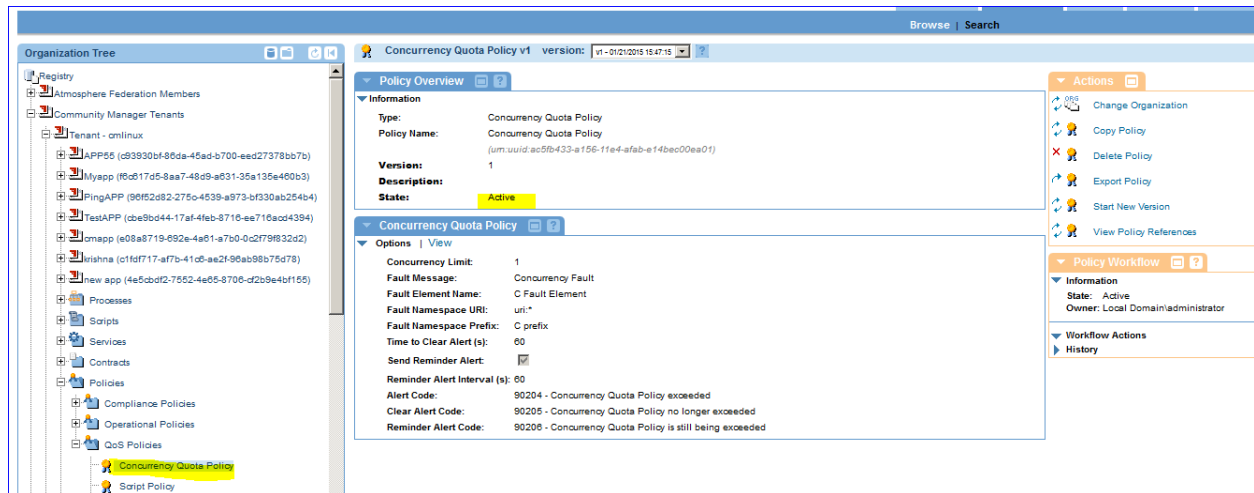 Browse | Search
Organization Tree
Registry
Atmosphere Federation Members
Community Manager Tenants
Tenant - cmlinux
APP55 (c93930bf-86da-45ad-b700-eed27378bb7b)
Myapp (f6c617d5-8aa7-48d9-a631-35a135e460b3)
PingAPP (96f52d82-275c-4539-a973-bf330ab254b4)
TestAPP (cbe9bd44-17af-4feb-8716-ee716acd4394)
cmapp (e08a8719-692e-4a61-a7b0-0c2f79f832d2)
krishna (c1fdf717-af7b-41c6-ae2f-96ab98b75d78)
new app (4e5cbdf2-7552-4e65-8706-cf2b9e4bf155)
Processes
Scripts
Services
Contracts
Policies
Compliance Policies
Operational Policies
QoS Policies
Concurrency Quota Policy
Script Policy
Concurrency Quota Policy v1 version: v1 - 01/21/2015 15:47:15 ?
Policy Overview ?
Information
Type: Concurrency Quota Policy
Policy Name: Concurrency Quota Policy
(urn:uuid:ac5fb433-a156-11e4-afab-e14bec00ea01)
Version: 1
Description:
State: Active
Concurrency Quota Policy ?
Options | View
Concurrency Limit: 1
Fault Message: Concurrency Fault
Fault Element Name: C Fault Element
Fault Namespace URI: uri:*
Fault Namespace Prefix: C prefix
Time to Clear Alert (s): 60
Send Reminder Alert:
Reminder Alert Interval (s): 60
Alert Code: 90204 - Concurrency Quota Policy exceeded
Clear Alert Code: 90205 - Concurrency Quota Policy no longer exceeded
Reminder Alert Code: 90206 - Concurrency Quota Policy is still being exceeded
Actions
ORG Change Organization
Copy Policy
Delete Policy
Export Policy
Start New Version
View Policy References
Policy Workflow ?
Information
State: Active
Owner: Local Domain\administrator
Workflow Actions
History